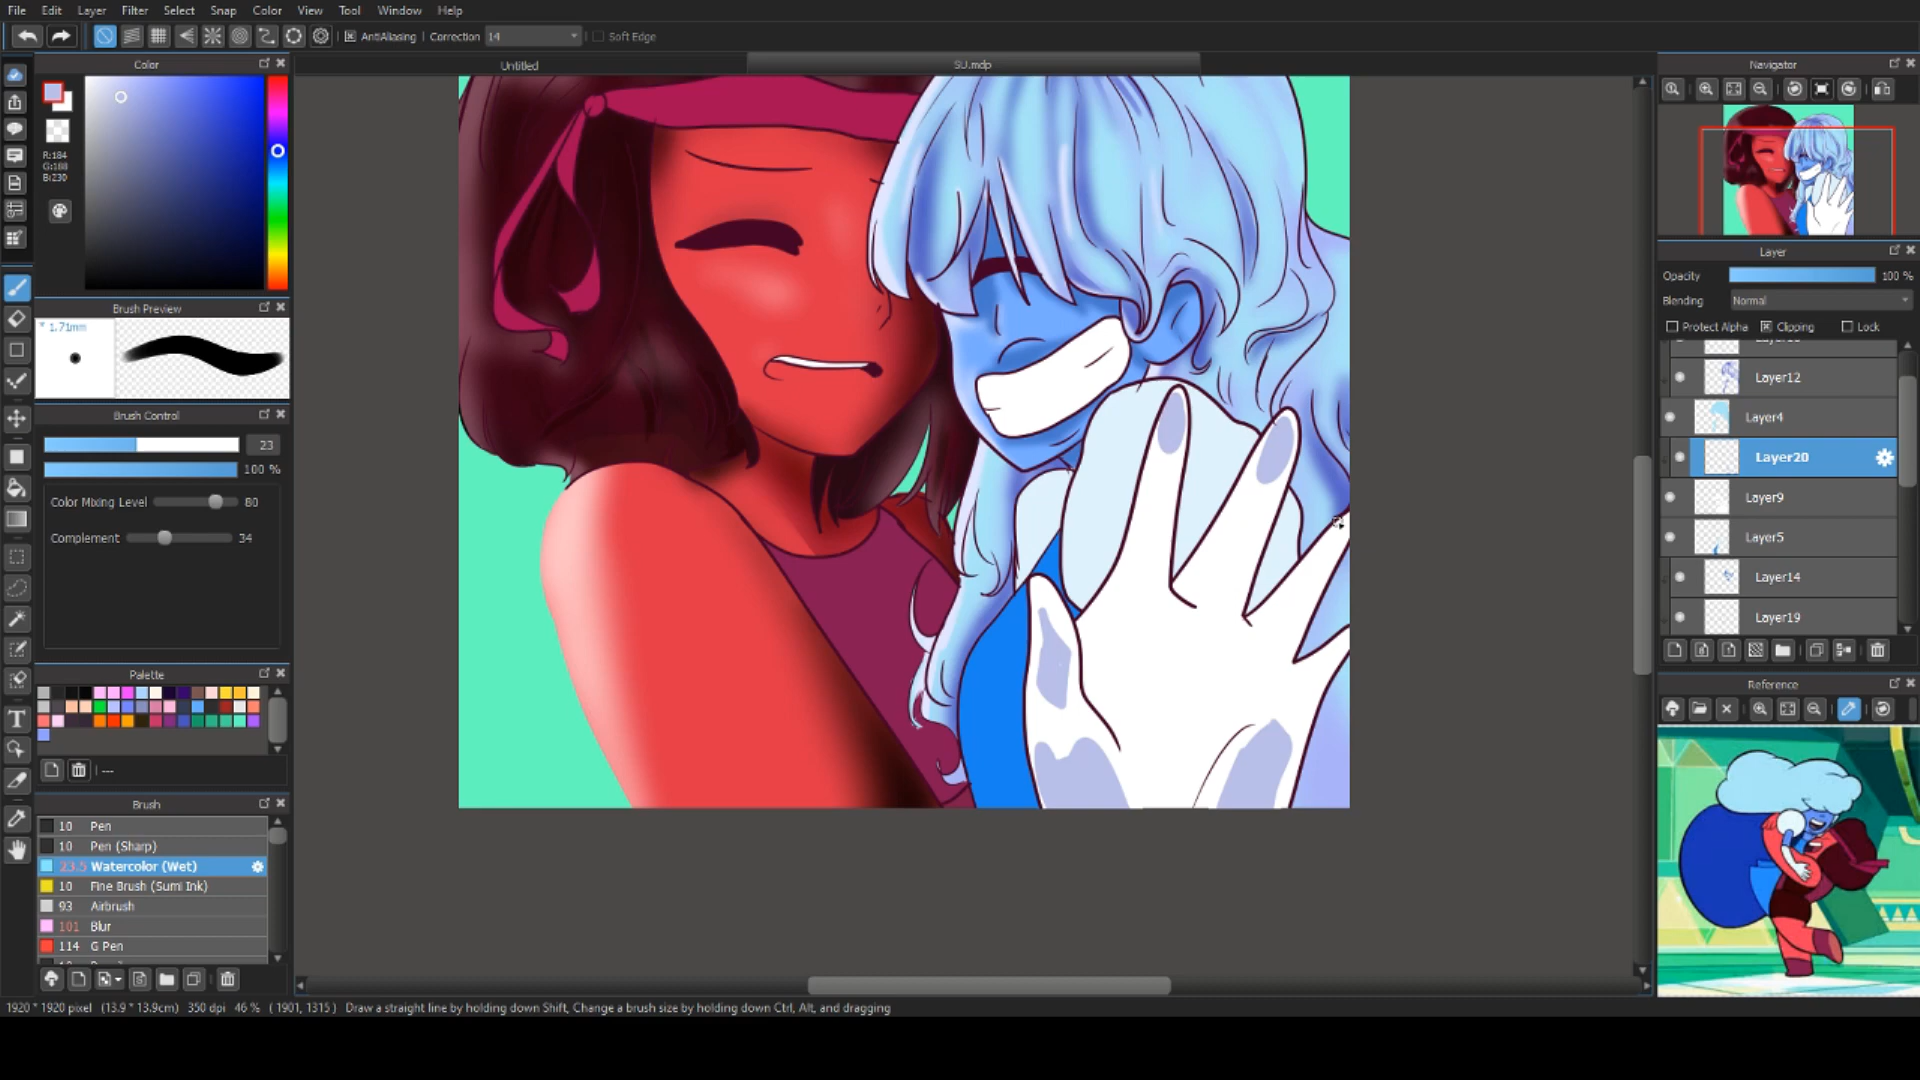 File Edit Layer Filter Select Snap Color View Tool Window Help
AntiAliasing Correction 14 Soft Edge
Color
Untitled
SU.mdp
Navigator
R:184
G:188
B:230
Layer
Opacity 100 %
Blending Normal
Protect Alpha Clipping Lock
Brush Preview
* 1.71mm
Layer12
Layer4
Layer20
Layer9
Layer5
Layer14
Layer19
Brush Control
23
100 %
Color Mixing Level 80
Complement 34
Palette
---
Reference
Brush
10 Pen
10 Pen (Sharp)
23.5 Watercolor (Wet)
10 Fine Brush (Sumi Ink)
93 Airbrush
101 Blur
114 G Pen
1920 * 1920 pixel (13.9 * 13.9cm) 350 dpi 46 % ( 1901, 1315 ) Draw a straight line by holding down Shift, Change a brush size by holding down Ctrl, Alt, and dragging